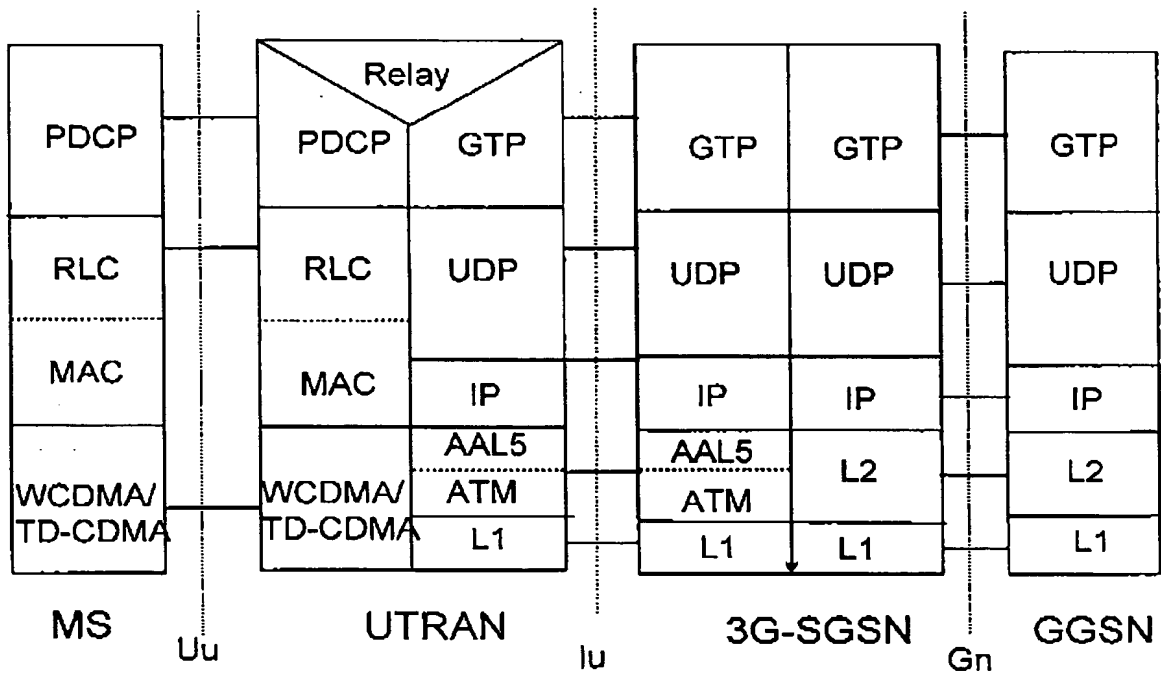 Relay
PDCP
PDCP
GTP
GTP
GTP
GTP
RLC
RLC
UDP
UDP
UDP
UDP
MAC
MAC
IP
IP
IP
IP
AAL5
AAL5
L2
L2
WCDMA/
TD-CDMA
WCDMA/
TD-CDMA
ATM
ATM
L1
L1
L1
L1
MS
UTRAN
3G-SGSN
GGSN
Uu
Iu
Gn